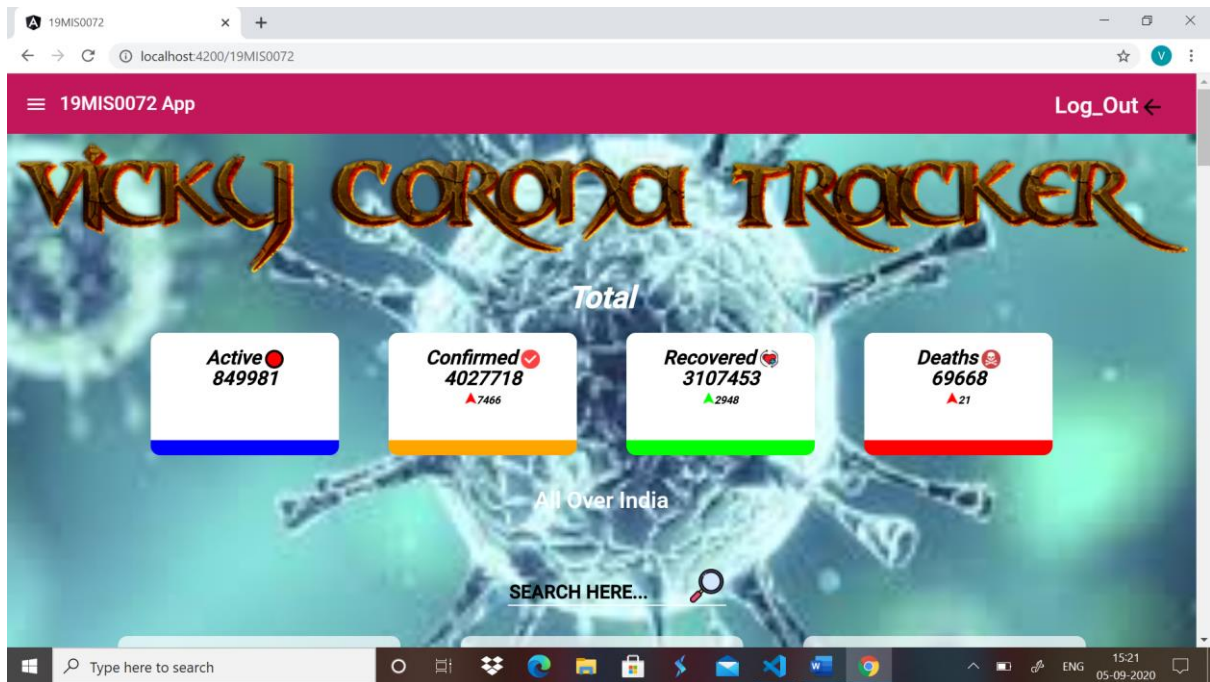 19MIS0072
localhost:4200/19MIS0072
V
19MIS0072 App
Log_Out
VICKY CORONA TRACKER
Total
Active
849981
Confirmed
4027718
7466
Recovered
3107453
2948
Deaths
69668
21
All Over India
SEARCH HERE...
Type here to search
ENG
15:21
05-09-2020